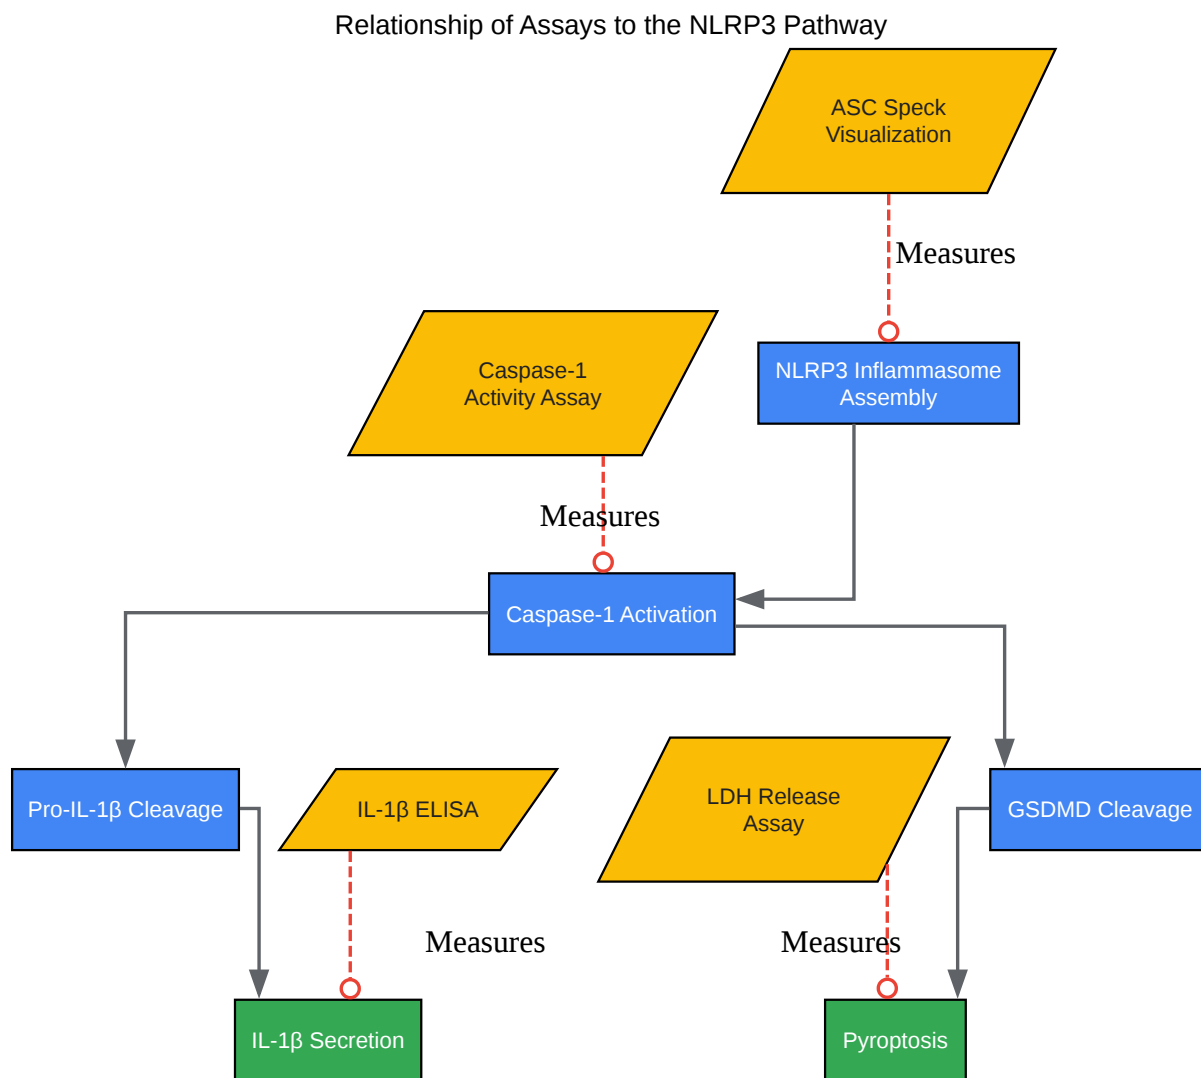 Relationship of Assays to the NLRP3 Pathway
ASC Speck
Visualization
Measures
Caspase-1
Activity Assay
NLRP3 Inflammasome
Assembly
Measures
Caspase-1 Activation
Pro-IL-1β Cleavage
IL-1β ELISA
LDH Release
Assay
GSDMD Cleavage
Measures
Measures
IL-1β Secretion
Pyroptosis